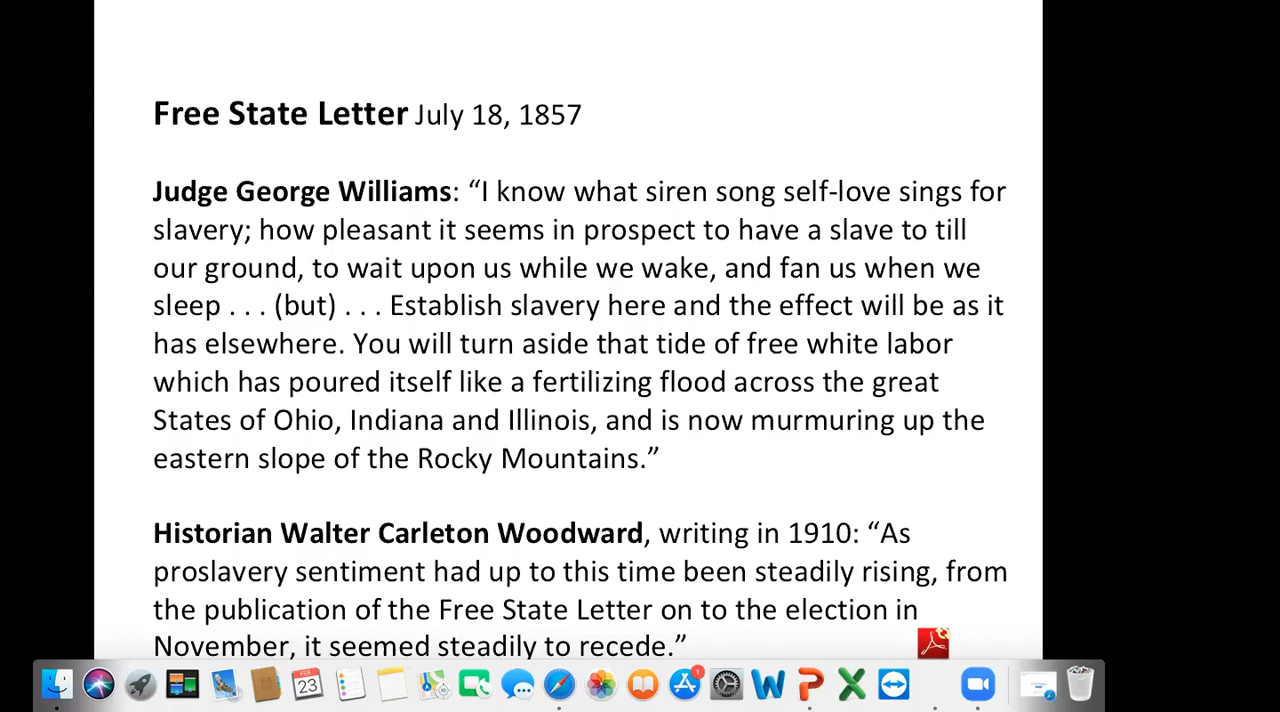 Free State Letter July 18, 1857
Judge George Williams: “I know what siren song self-love sings for
slavery; how pleasant it seems in prospect to have a slave to till
our ground, to wait upon us while we wake, and fan us when we
sleep . . . (but) . . . Establish slavery here and the effect will be as it
has elsewhere. You will turn aside that tide of free white labor
which has poured itself like a fertilizing flood across the great
States of Ohio, Indiana and Illinois, and is now murmuring up the
eastern slope of the Rocky Mountains.”
Historian Walter Carleton Woodward, writing in 1910: “As
proslavery sentiment had up to this time been steadily rising, from
the publication of the Free State Letter on to the election in
November, it seemed steadily to recede.”
FEB
23
1
W
P
X